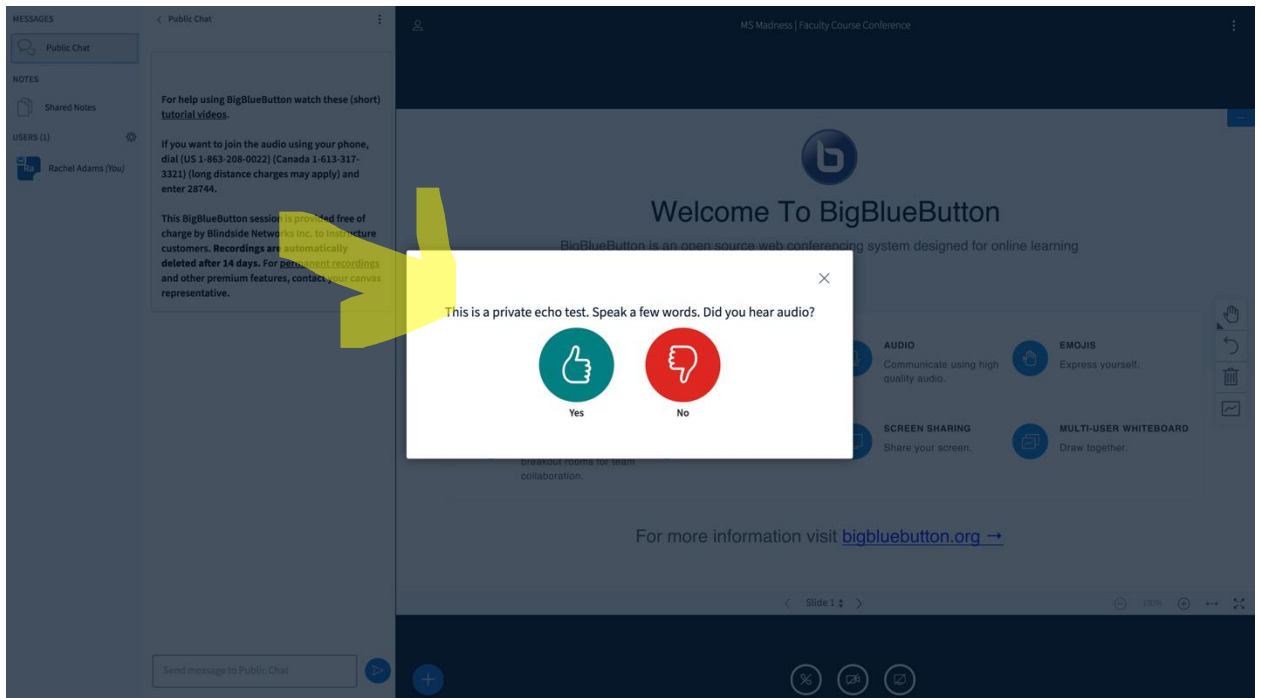 MESSAGES
Public Chat
NOTES
Shared Notes
USERS (1)
Ra
Rachel Adams (You)
Public Chat
For help using BigBlueButton watch these (short)
tutorial videos.
If you want to join the audio using your phone,
dial (US 1-863-208-0022) (Canada 1-613-317-
3321) (long distance charges may apply) and
enter 28744.
This BigBlueButton session is provided free of
charge by Blindside Networks Inc. to Instructure
customers. Recordings are automatically
deleted after 14 days. For permanent recordings
and other premium features, contact your canvas
representative.
Send message to Public Chat
MS Madness | Faculty Course Conference
b
Welcome To BigBlueButton
BigBlueButton is an open source web conferencing system designed for online learning
This is a private echo test. Speak a few words. Did you hear audio?
Yes
No
AUDIO
Communicate using high
quality audio.
EMOJIS
Express yourself.
SCREEN SHARING
Share your screen.
MULTI-USER WHITEBOARD
Draw together.
breakout rooms for team
collaboration.
For more information visit bigbluebutton.org →
Slide 1
100%